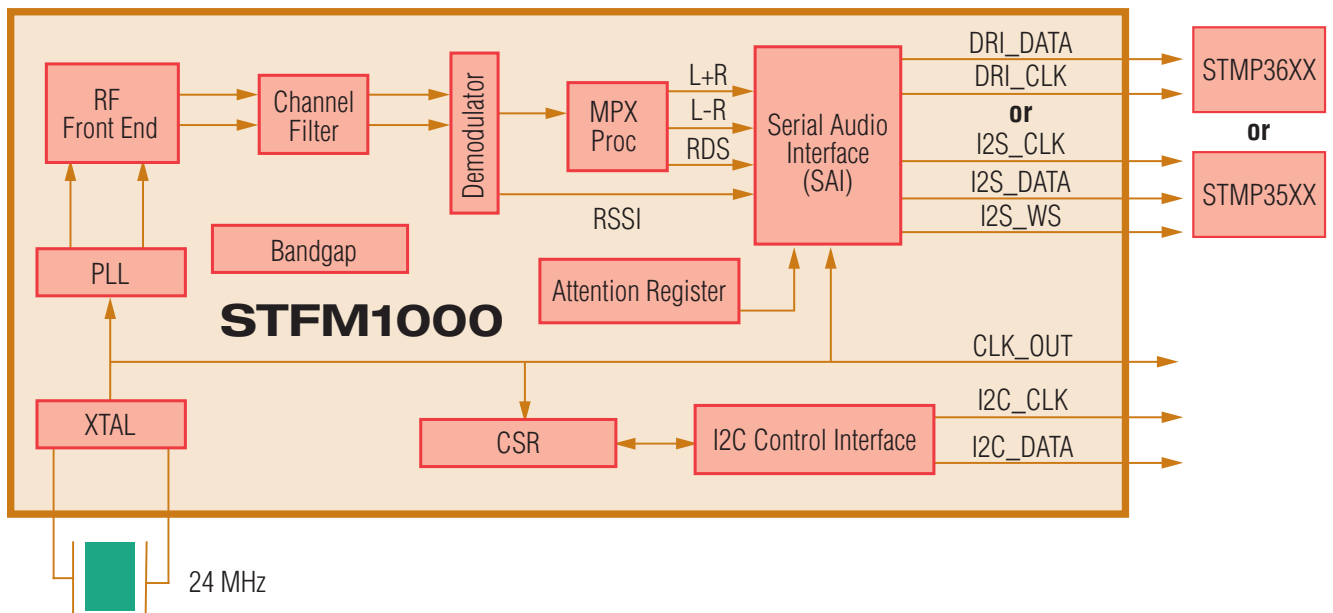 RF
Front End
Channel
Filter
Demodulator
MPX
Proc
L+R
L-R
RDS
RSSI
Serial Audio
Interface
(SAI)
DRI_DATA
DRI_CLK
or
I2S_CLK
I2S_DATA
I2S_WS
STMP36XX
or
STMP35XX
PLL
Bandgap
Attention Register
STFM1000
CLK_OUT
XTAL
CSR
I2C Control Interface
I2C_CLK
I2C_DATA
24 MHz